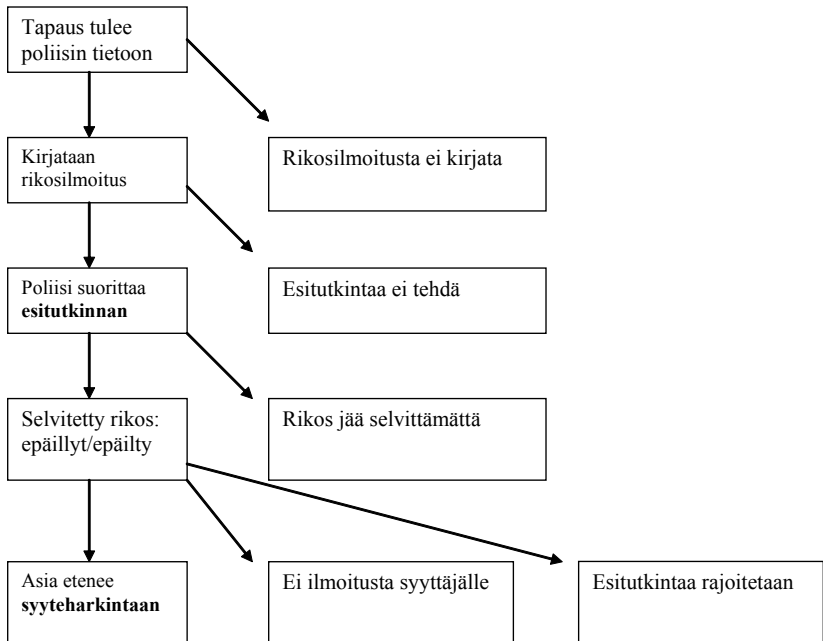 Tapaus tulee
poliisin tietoon
Kirjataan
rikosilmoitus
Rikosilmoitusta ei kirjata
Poliisi suorittaa
esitutkinnan
Esitutkintaa ei tehdä
Selvitetty rikos:
epäillyt/epäilty
Rikos jää selvittämättä
Asia etenee
syyteharkintaan
Ei ilmoitusta syyttäjälle
Esitutkintaa rajoitetaan